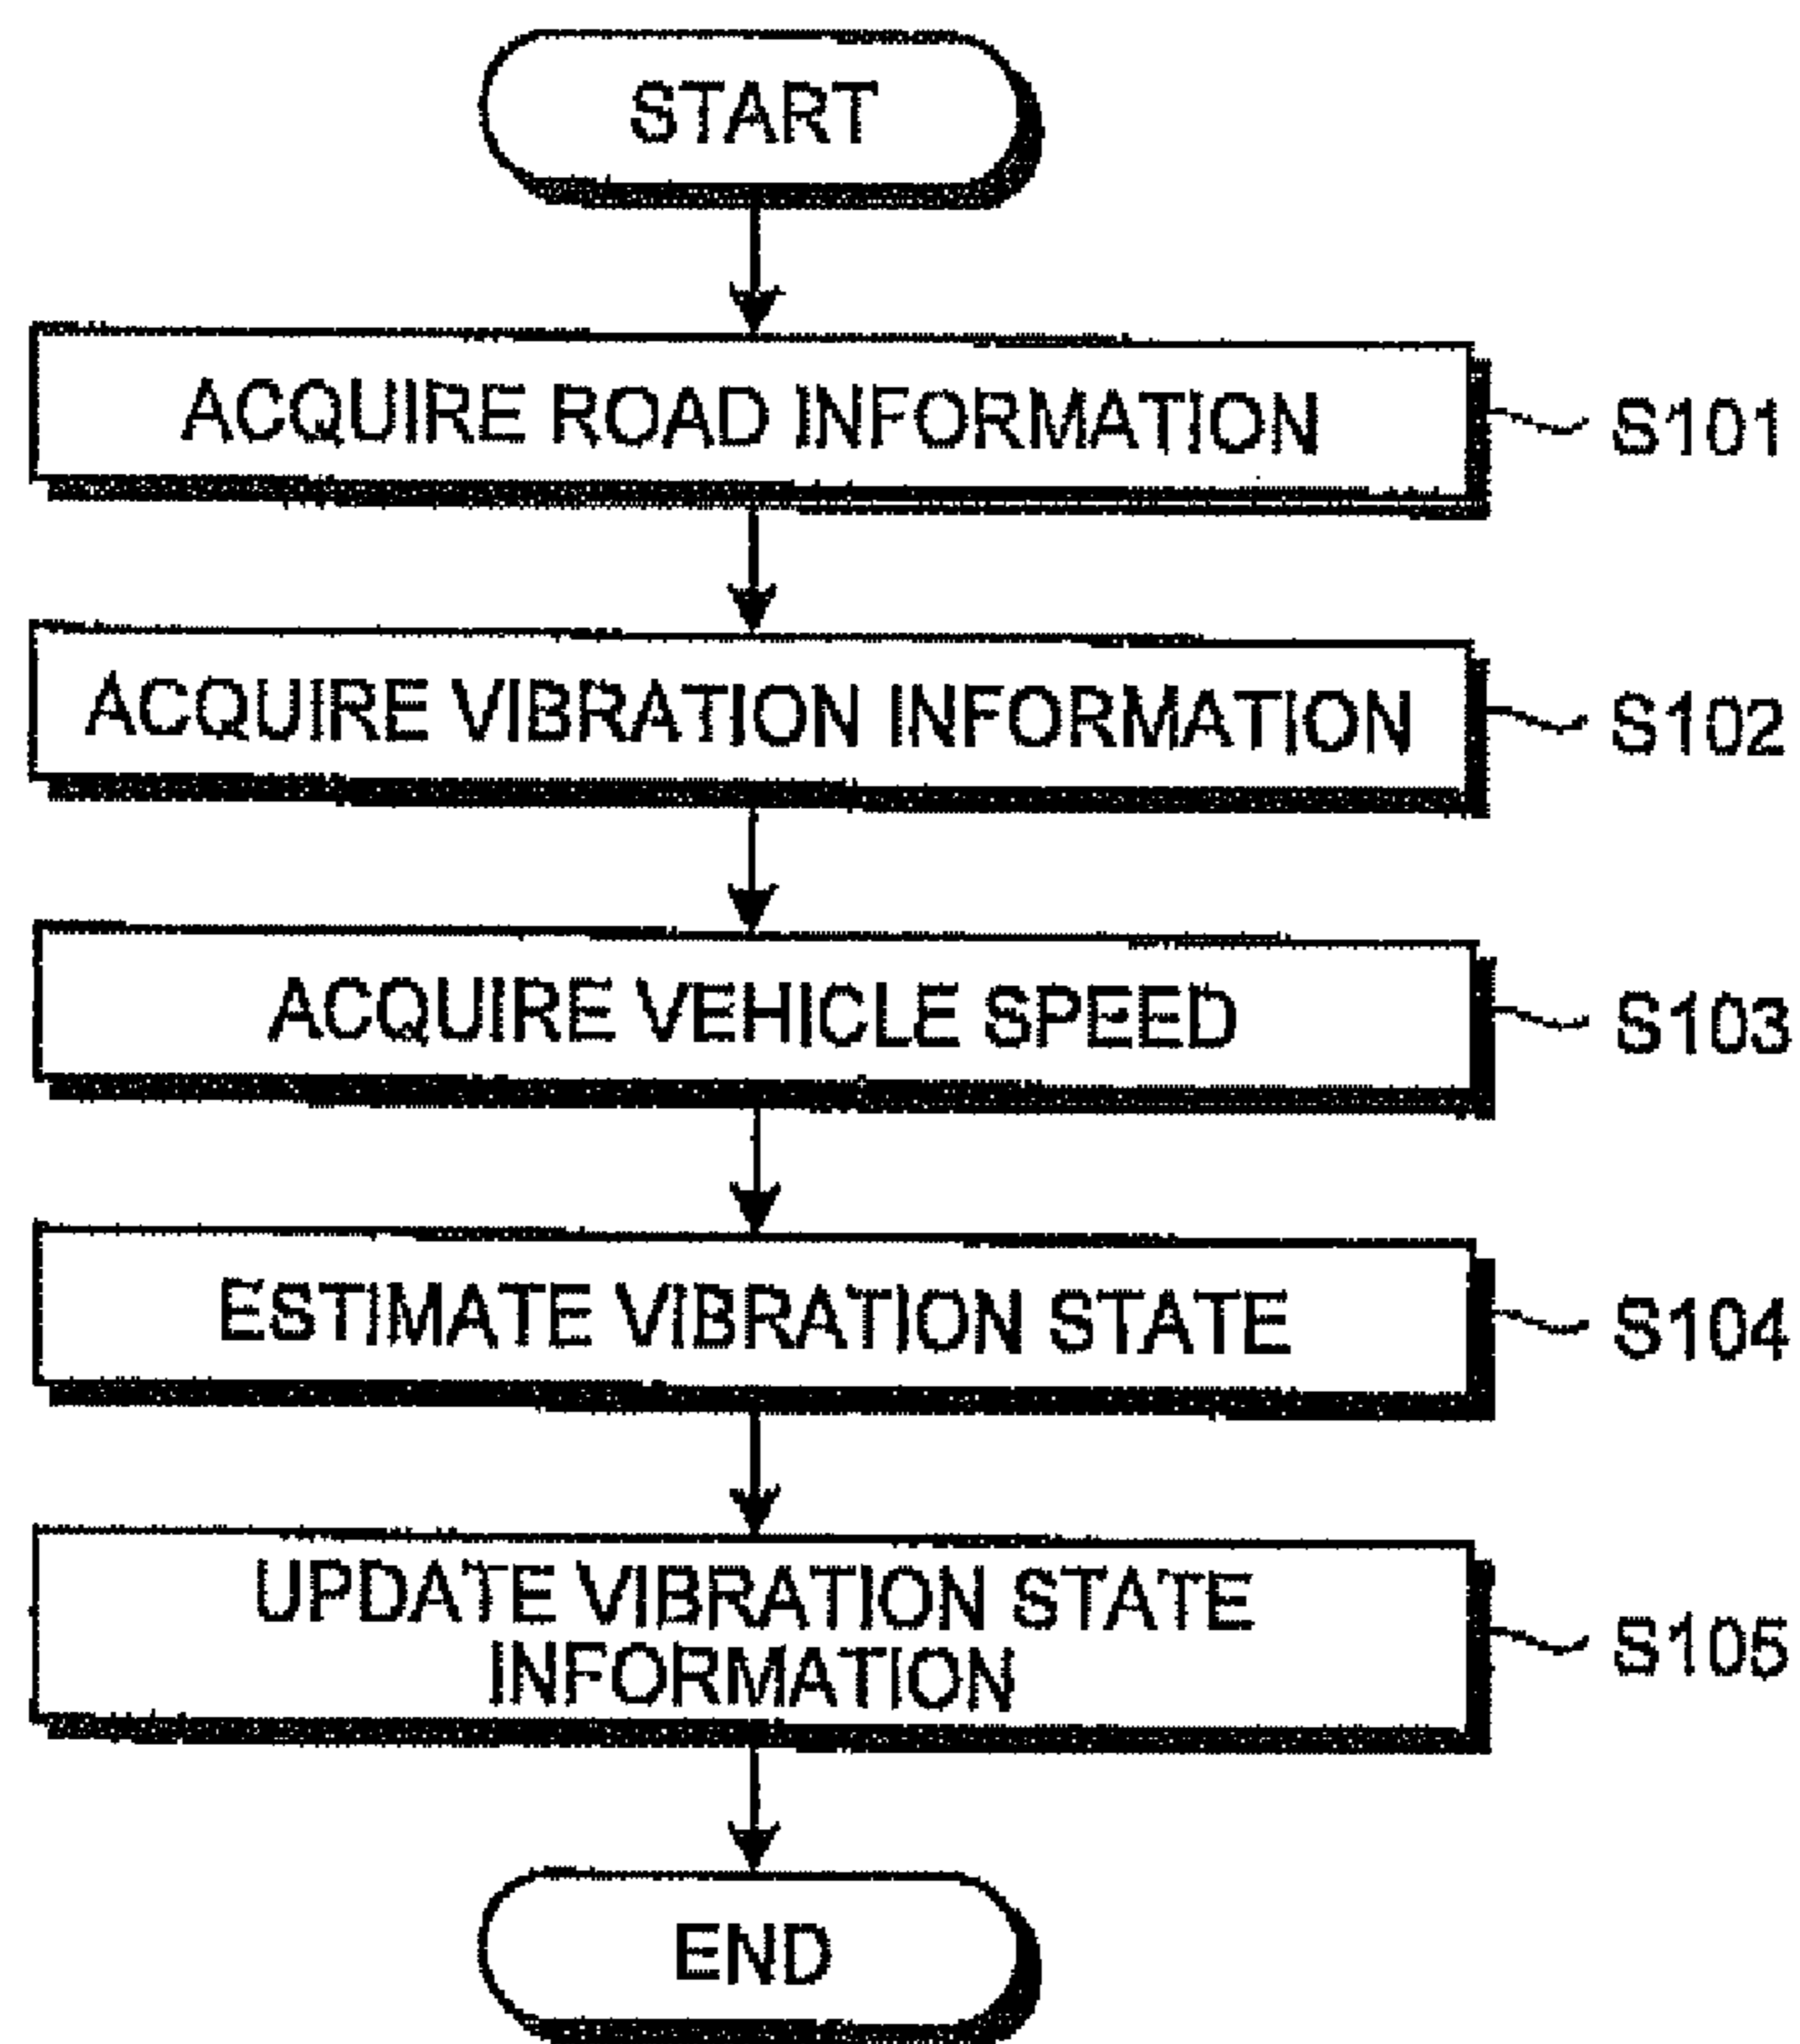 START
ACQUIRE ROAD INFORMATION
S101
ACQUIRE VIBRATION INFORMATION
S102
ACQUIRE VEHICLE SPEED
S103
ESTIMATE VIBRATION STATE
S104
UPDATE VIBRATION STATE
INFORMATION
S105
END